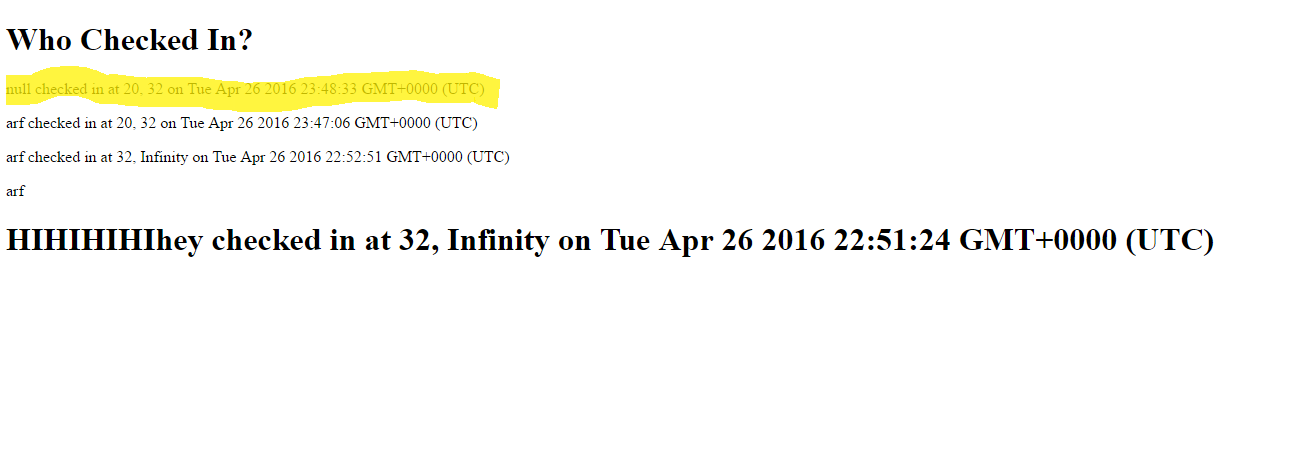 Who Checked In?
null checked in at 20, 32 on Tue Apr 26 2016 23:48:33 GMT+0000 (UTC)
arf checked in at 20, 32 on Tue Apr 26 2016 23:47:06 GMT+0000 (UTC)
arf checked in at 32, Infinity on Tue Apr 26 2016 22:52:51 GMT+0000 (UTC)
arf
HIHIHIHIhey checked in at 32, Infinity on Tue Apr 26 2016 22:51:24 GMT+0000 (UTC)